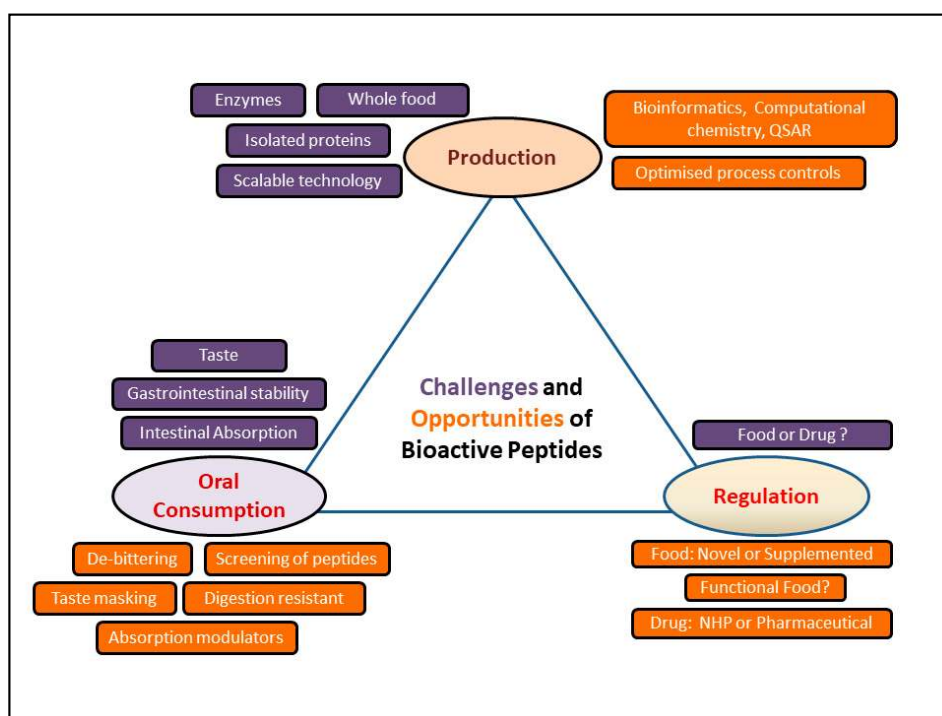 Enzymes
Whole food
Isolated proteins
Scalable technology
Production
Bioinformatics, Computational
chemistry, QSAR
Optimised process controls
Taste
Gastrointestinal stability
Intestinal Absorption
Challenges and
Opportunities of
Bioactive Peptides
Food or Drug ?
Oral
Consumption
Regulation
De-bittering
Screening of peptides
Taste masking
Digestion resistant
Absorption modulators
Food: Novel or Supplemented
Functional Food?
Drug: NHP or Pharmaceutical